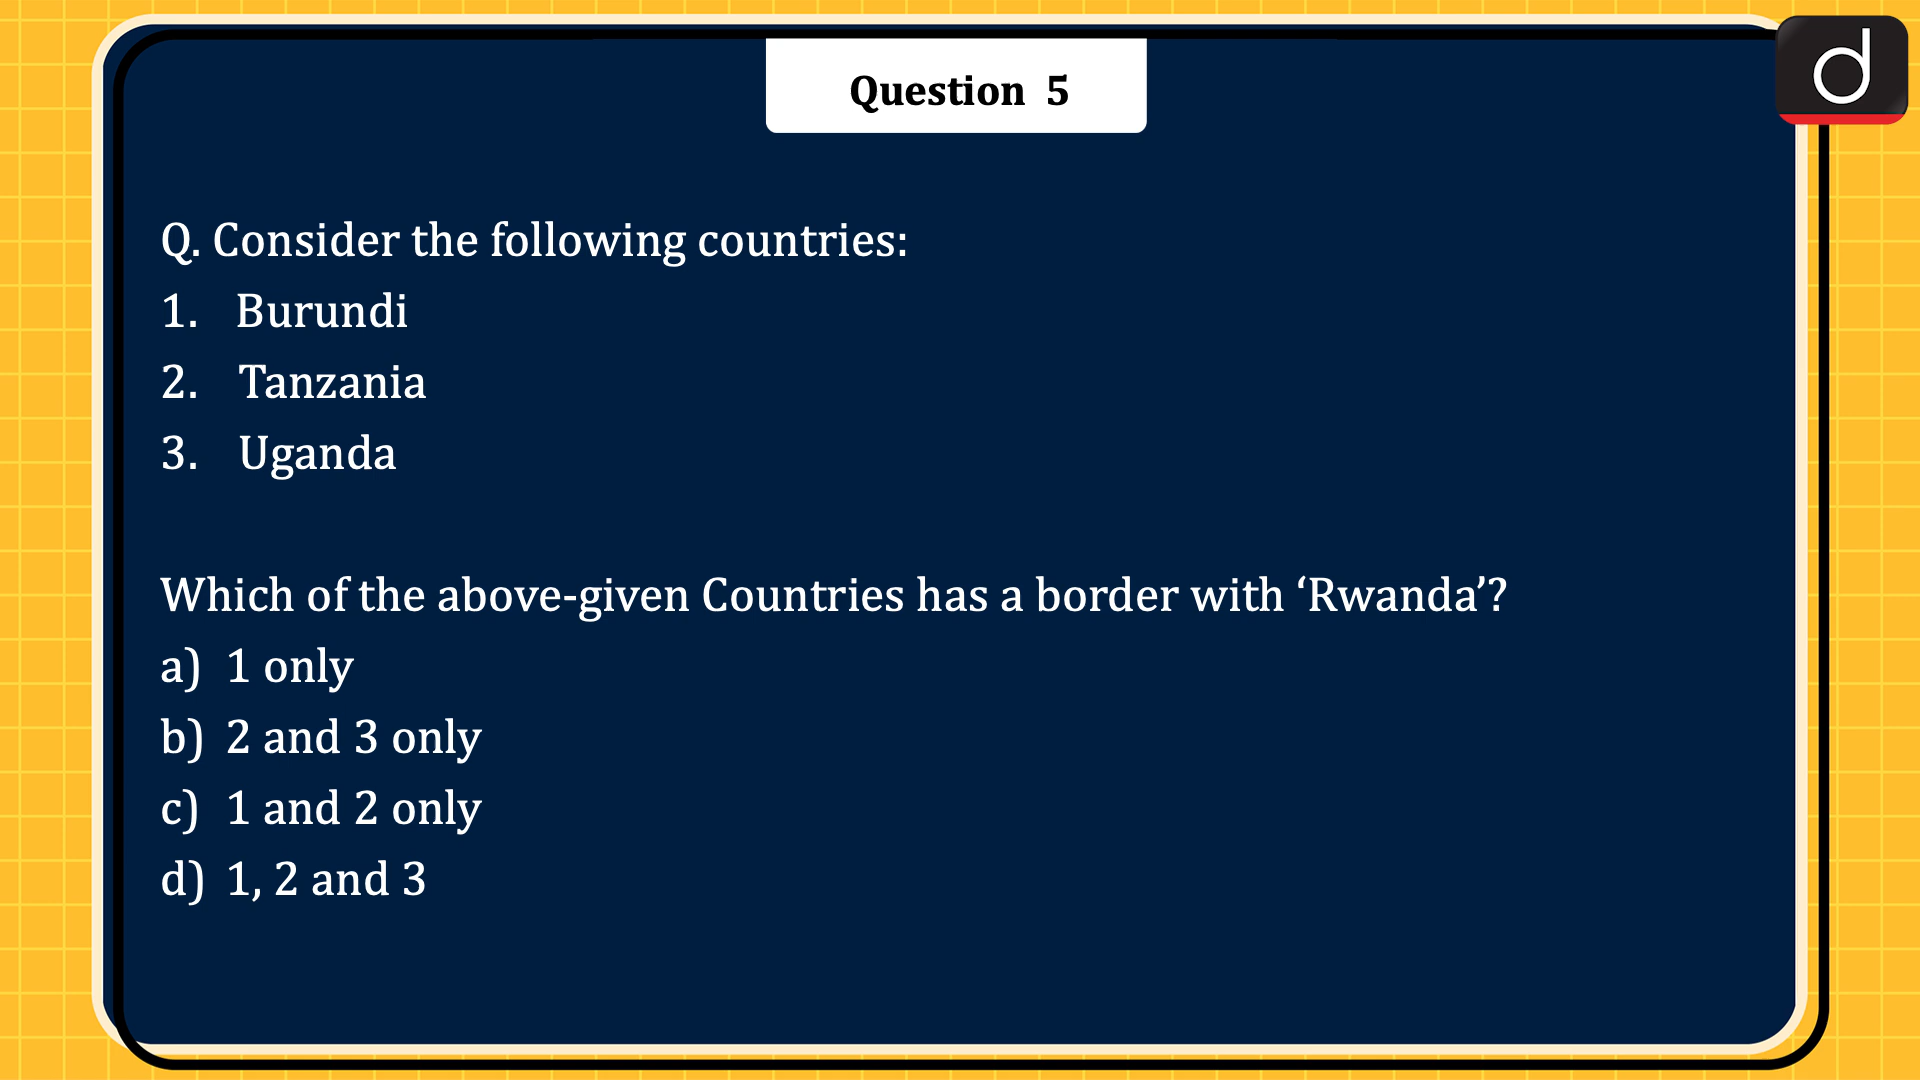 Question 5
d
Q. Consider the following countries:
1. Burundi
2. Tanzania
3. Uganda
Which of the above-given Countries has a border with ‘Rwanda’?
a) 1 only
b) 2 and 3 only
c) 1 and 2 only
d) 1, 2 and 3